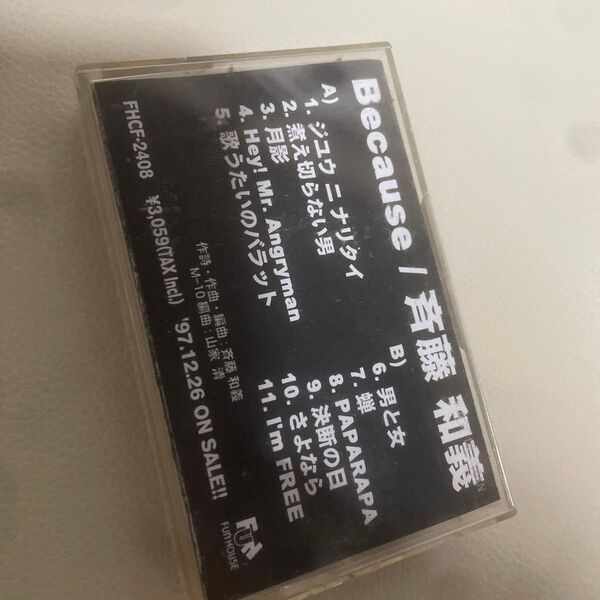 Because / 斉藤 和義
A)
1. ジユウ ニ ナリタイ
2. 煮え切らない男
3. 月影
4. Hey! Mr. Angryman
5. 歌うたいのバラット
B)
6. 男と女
7. 蝉
8. PAPARAPA
9. 決断の日
10. さよなら
11. I'm FREE
作詩・作曲・編曲:斉藤 和義
M-10 編曲:山家 清
FHCF-2408 ¥3,059(TAX Incl.) '97.12.26 ON SALE!!
Fun
FUN HOUSE